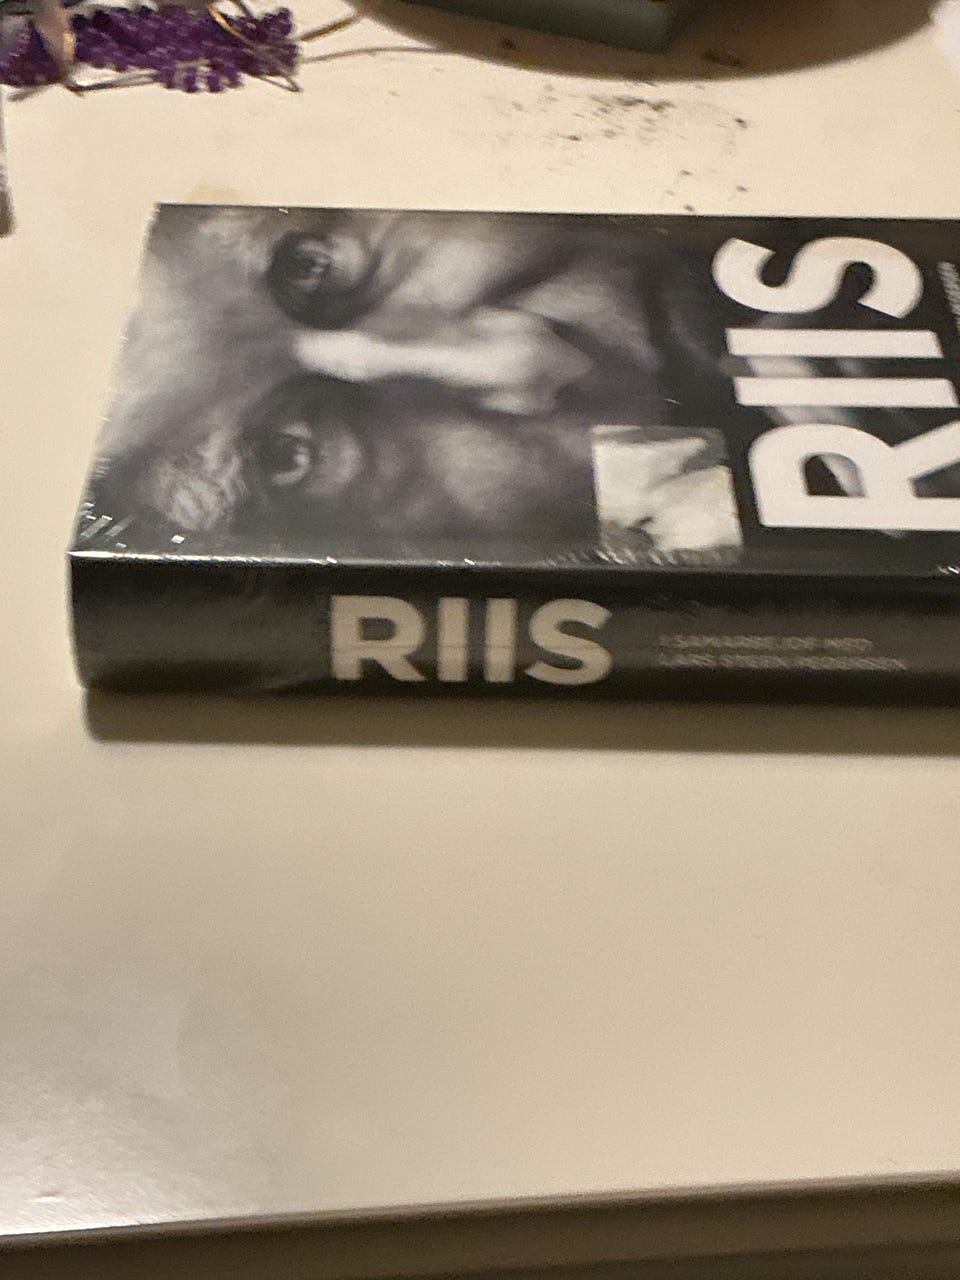 RIIS
RIIS
I SAMARBEJDE MED
LARS STEEN PEDERSEN